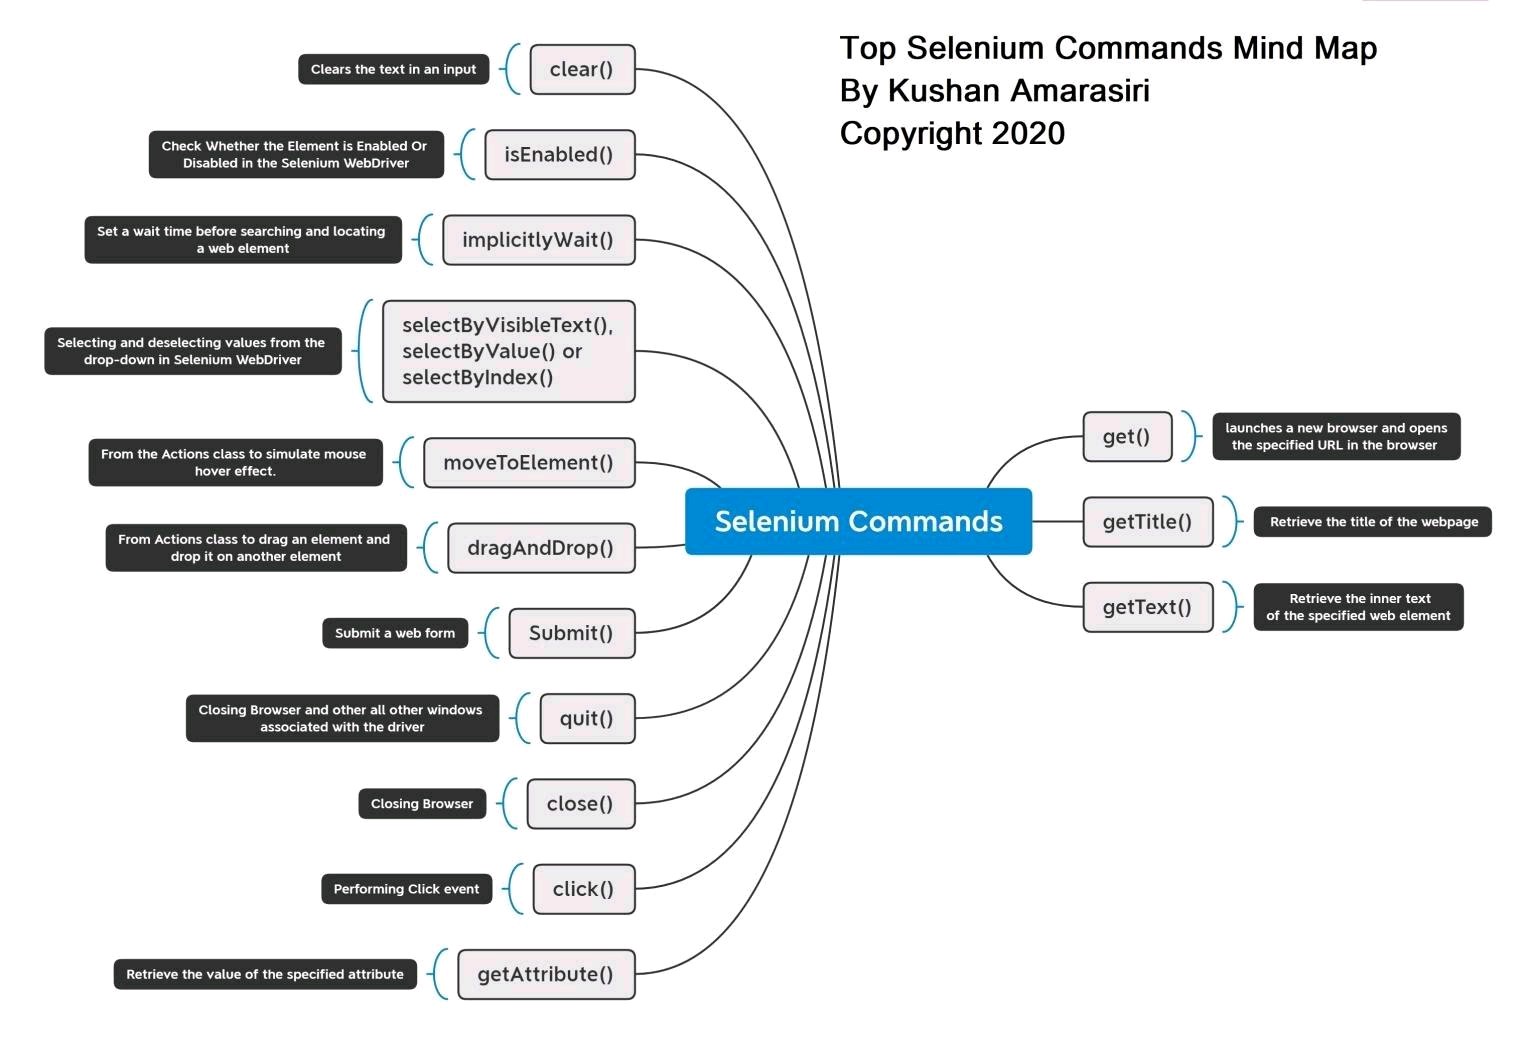 Top Selenium Commands Mind Map
By Kushan Amarasiri
Copyright 2020
Clears the text in an input
clear()
Check Whether the Element is Enabled Or
Disabled in the Selenium WebDriver
isEnabled()
Set a wait time before searching and locating
a web element
implicitlyWait()
Selecting and deselecting values from the
drop-down in Selenium WebDriver
selectByVisibleText(),
selectByValue() or
selectByIndex()
From the Actions class to simulate mouse
hover effect.
moveToElement()
From Actions class to drag an element and
drop it on another element
dragAndDrop()
Submit a web form
Submit()
Closing Browser and other all other windows
associated with the driver
quit()
Closing Browser
close()
Performing Click event
click()
Retrieve the value of the specified attribute
getAttribute()
Selenium Commands
get()
launches a new browser and opens
the specified URL in the browser
getTitle()
Retrieve the title of the webpage
getText()
Retrieve the inner text
of the specified web element